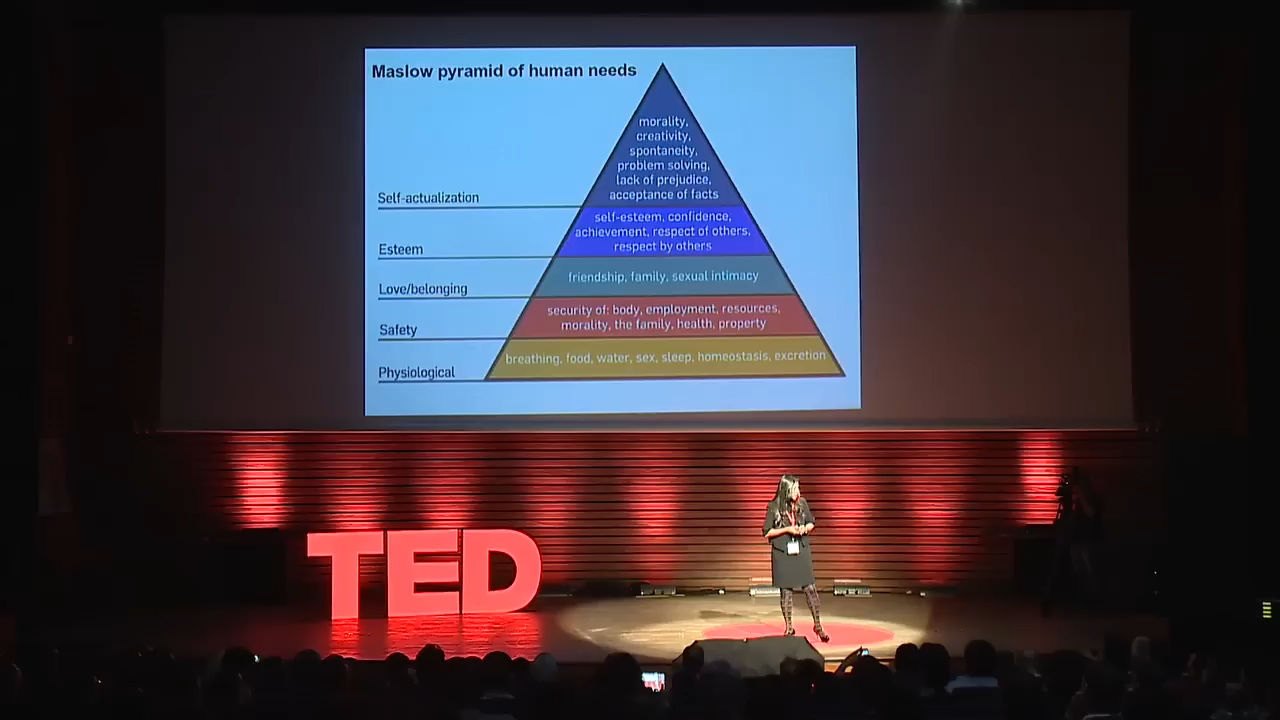 Maslow pyramid of human needs
morality,
creativity,
spontaneity,
problem solving,
lack of prejudice,
acceptance of facts
Self-actualization
self-esteem, confidence,
achievement, respect of others,
respect by others
Esteem
friendship, family, sexual intimacy
Love/belonging
security of: body, employment, resources,
morality, the family, health, property
Safety
breathing, food, water, sex, sleep, homeostasis, excretion
Physiological
TED